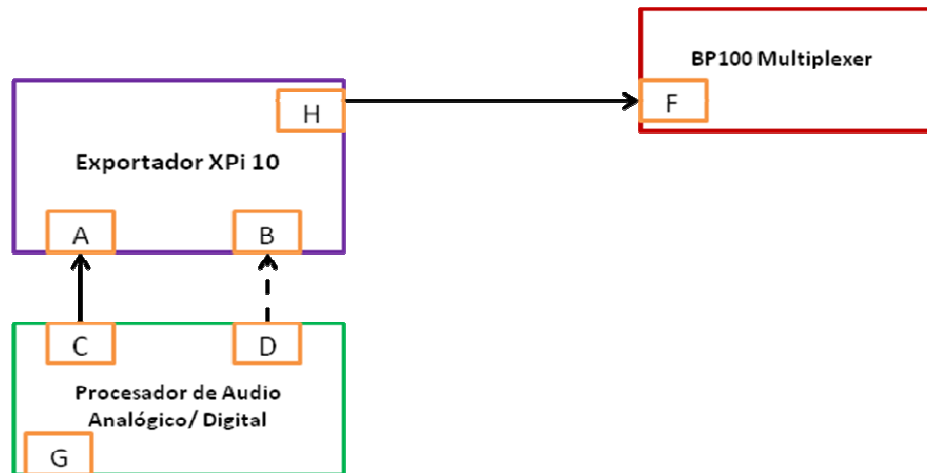 BP100 Multiplexer
F
H
Exportador XPi 10
A
B
C
D
Procesador de Audio
Analógico/ Digital
G